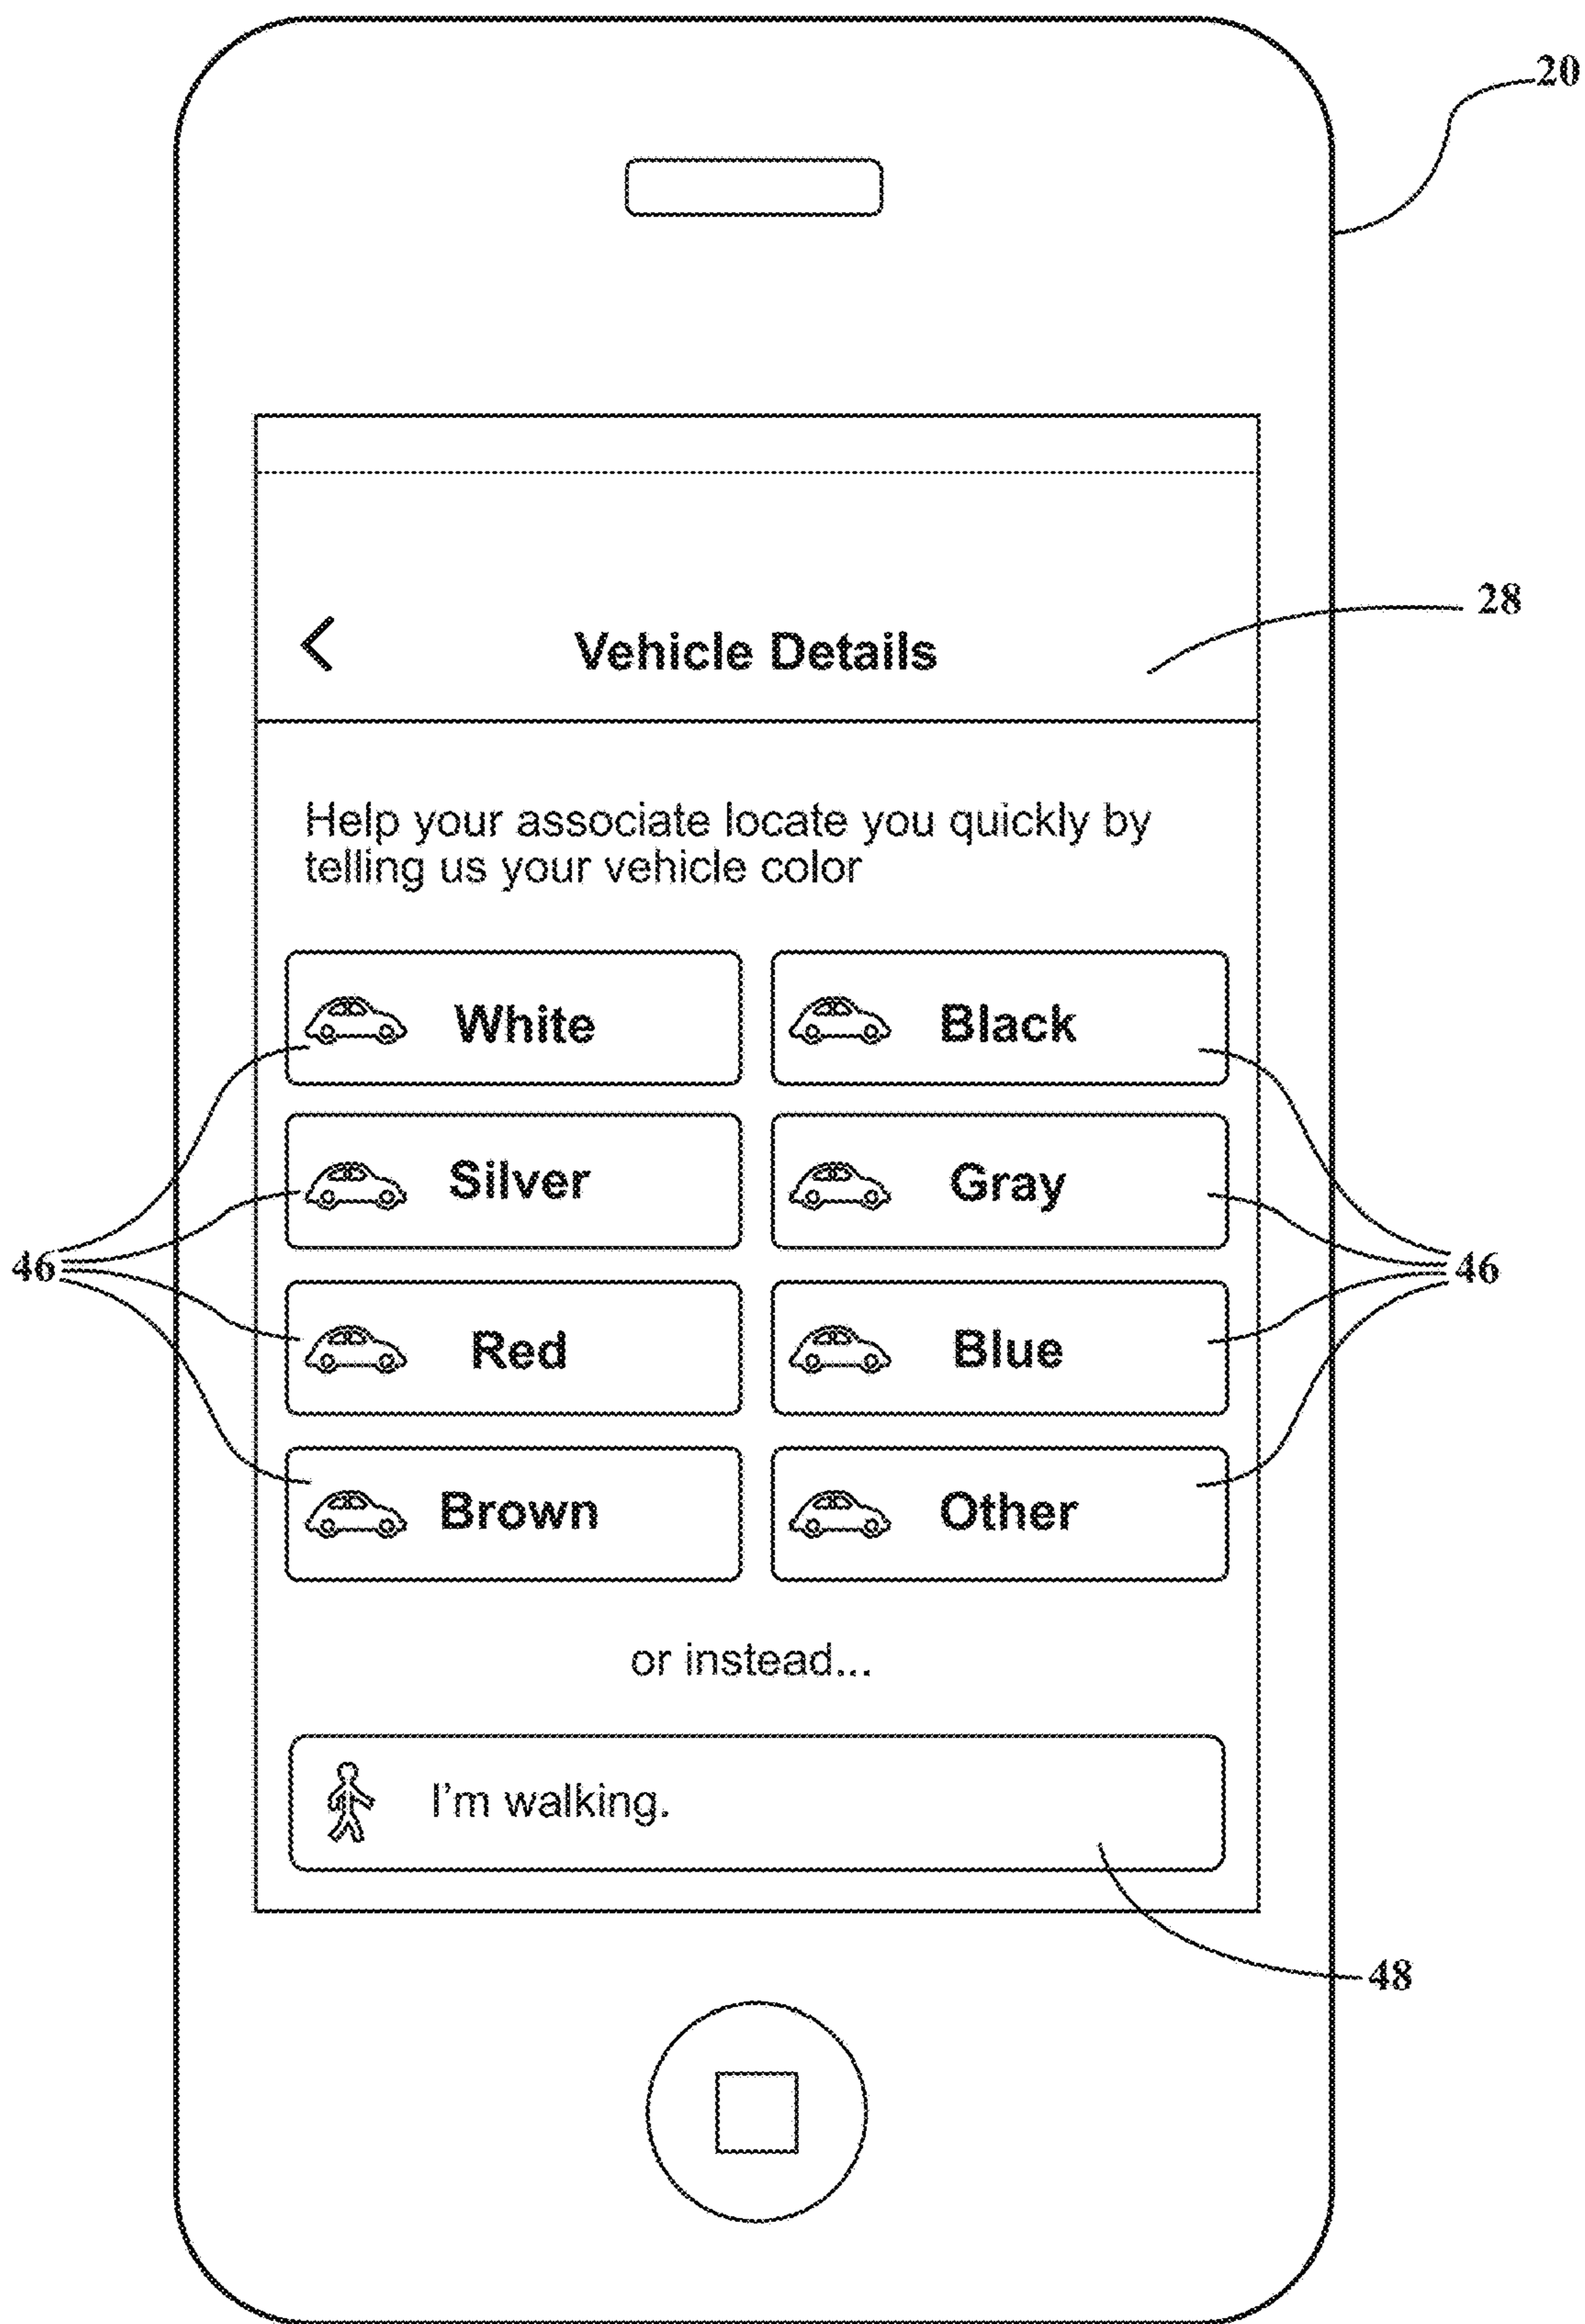 20
28
Vehicle Details
Help your associate locate you quickly by
telling us your vehicle color
White
Black
Silver
Gray
46
46
Red
Blue
Brown
Other
or instead...
I'm walking.
48